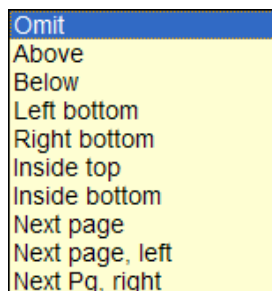 Omit
Above
Below
Left bottom
Right bottom
Inside top
Inside bottom
Next page
Next page, left
Next Pg, right